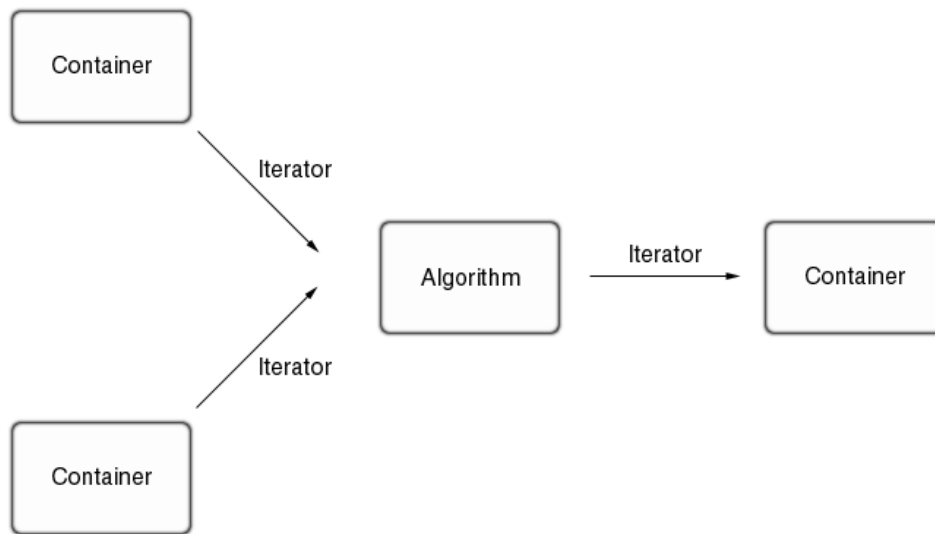 Container
Iterator
Algorithm
Iterator
Container
Iterator
Container